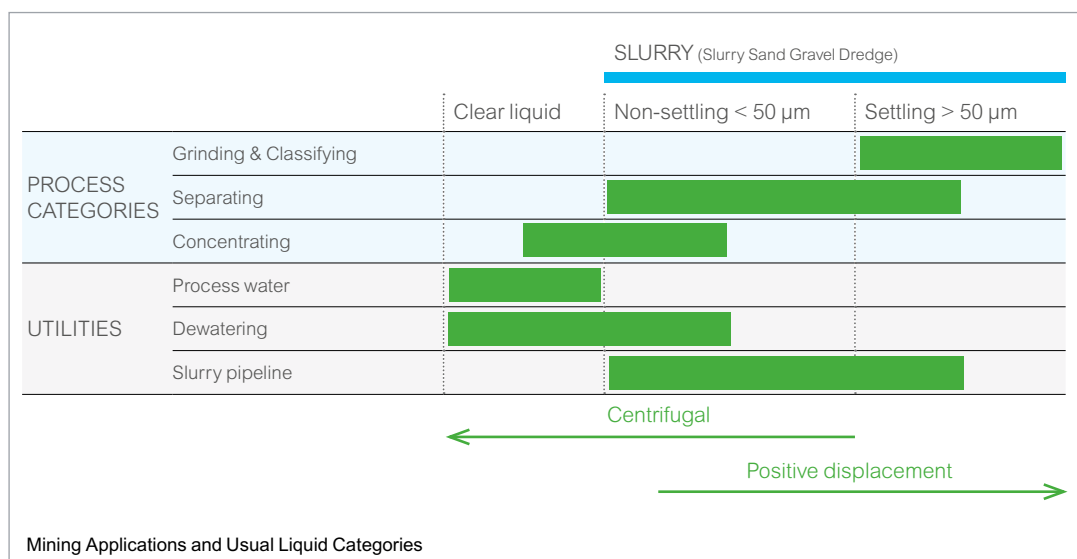 SLURRY (Slurry Sand Gravel Dredge)
Clear liquid
Non-settling < 50 µm
Settling > 50 µm
PROCESS
CATEGORIES
Grinding & Classifying
Separating
Concentrating
UTILITIES
Process water
Dewatering
Slurry pipeline
Centrifugal
Positive displacement
Mining Applications and Usual Liquid Categories